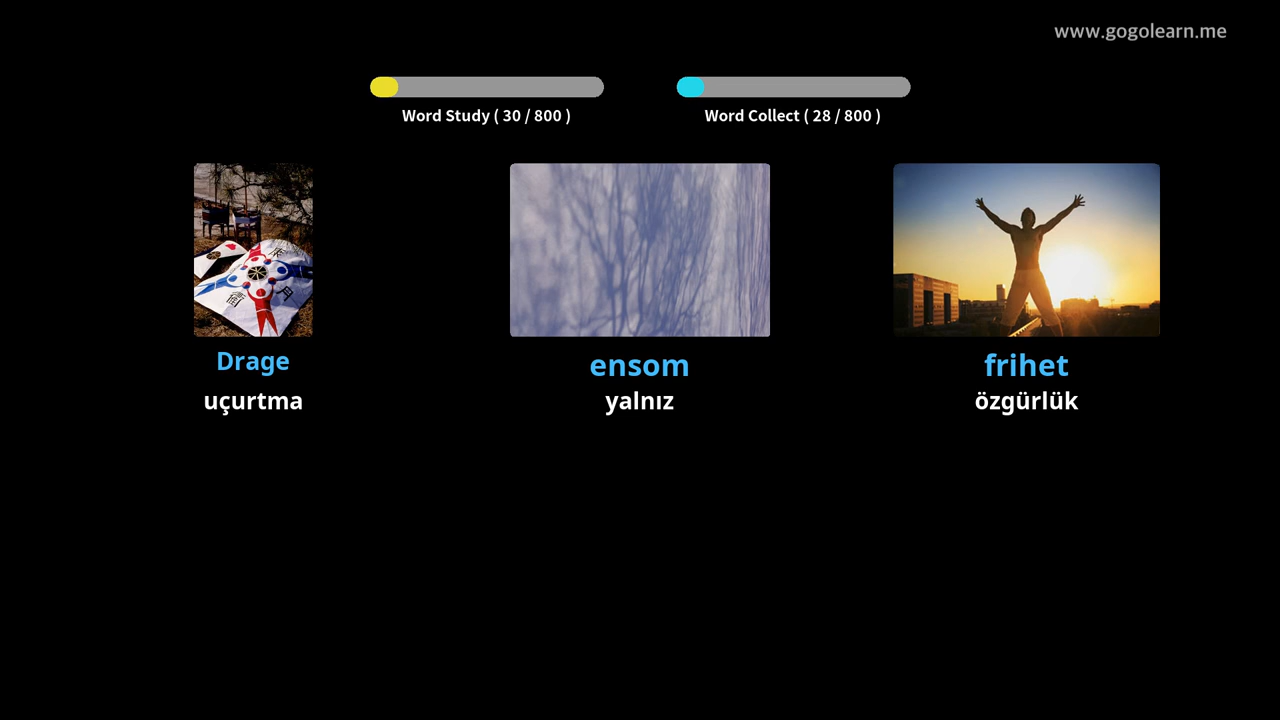 www.gogolearn.me
Word Study ( 30 / 800 )
Word Collect ( 28 / 800 )
Drage
uçurtma
ensom
yalnız
frihet
özgürlük